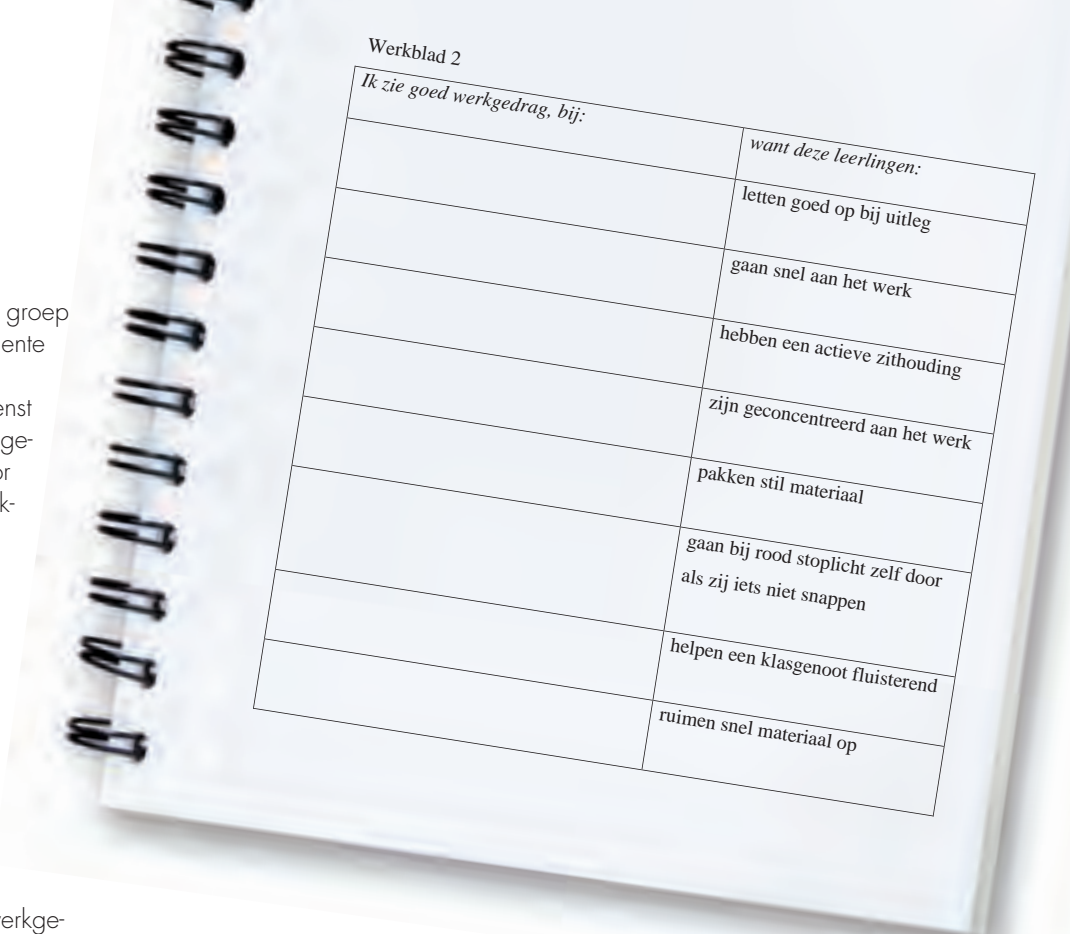 Werkblad 2
Ik zie goed werkgedrag, bij:
want deze leerlingen:
letten goed op bij uitleg
gaan snel aan het werk
hebben een actieve zithouding
zijn geconcentreerd aan het werk
pakken stil materiaal
gaan bij rood stoplicht zelf door
als zij iets niet snappen
helpen een klasgenoot fluisterend
ruimen snel materiaal op
groep
ente
enst
ge-
or
k-
verkge-